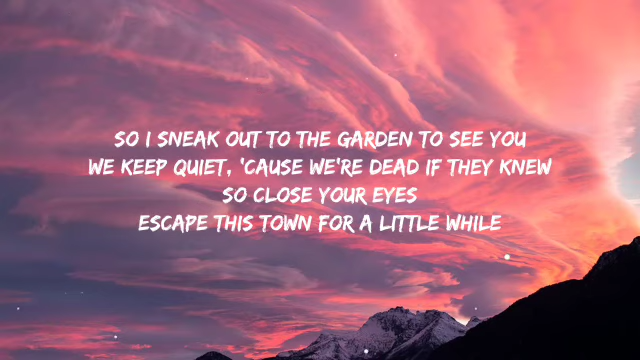 SO I SNEAK OUT TO THE GARDEN TO SEE YOU
WE KEEP QUIET, 'CAUSE WE'RE DEAD IF THEY KNEW
SO CLOSE YOUR EYES
ESCAPE THIS TOWN FOR A LITTLE WHILE